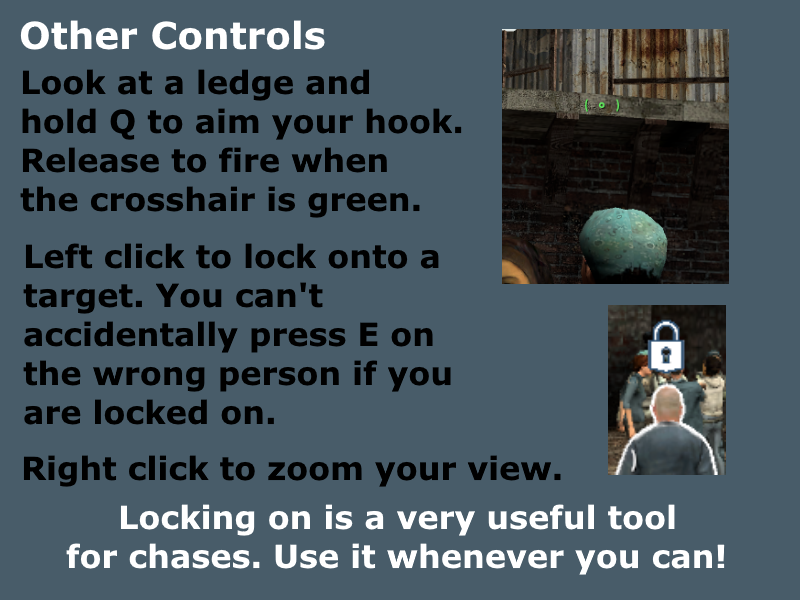 Other Controls
Look at a ledge and
hold Q to aim your hook.
Release to fire when
the crosshair is green.
Left click to lock onto a
target. You can't
accidentally press E on
the wrong person if you
are locked on.
Right click to zoom your view.
Locking on is a very useful tool
for chases. Use it whenever you can!